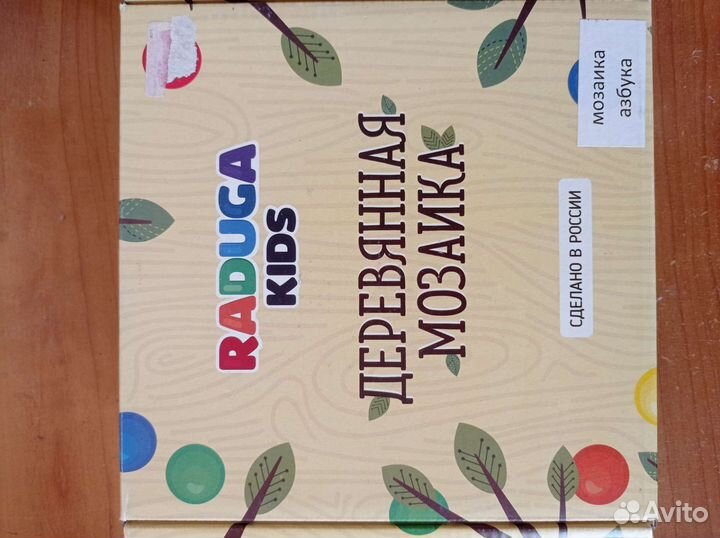 RADUGA
KIDS
ДЕРЕВЯННАЯ
МОЗАИКА
СДЕЛАНО В РОССИИ
мозаика
азбука
Avito